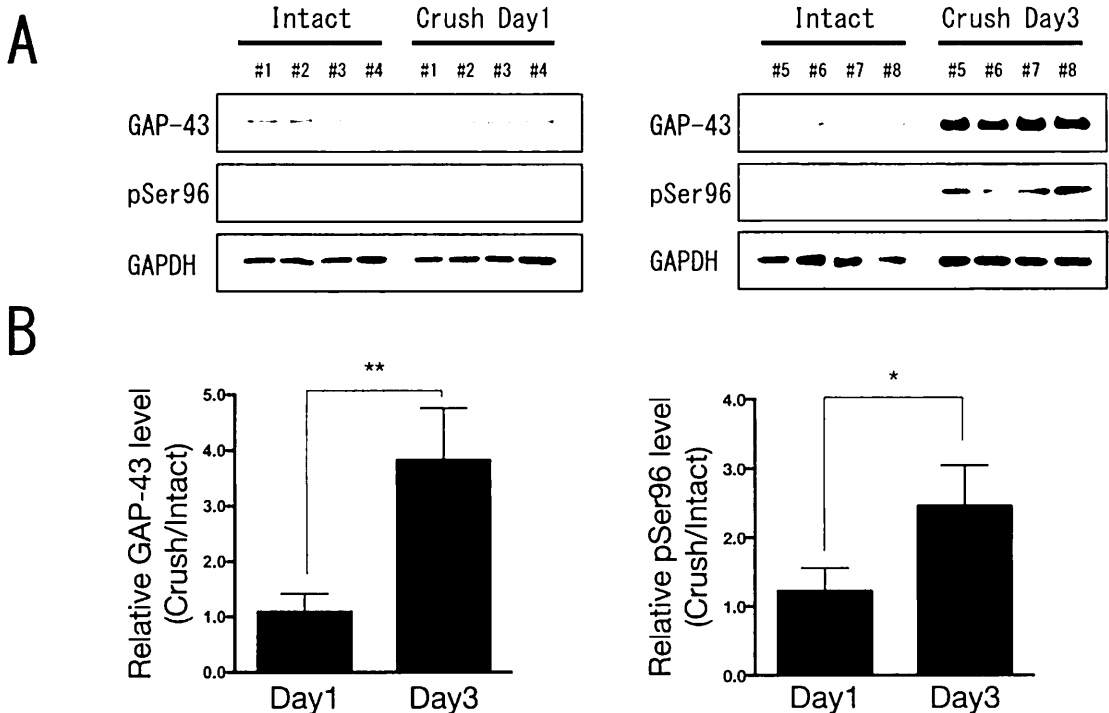 A
Intact Crush Day1
#1 #2 #3 #4 #1 #2 #3 #4
GAP-43
pSer96
GAPDH
Intact Crush Day3
#5 #6 #7 #8 #5 #6 #7 #8
GAP-43
pSer96
GAPDH
B
**
Relative GAP-43 level
(Crush/Intact)
5.0
4.0
3.0
2.0
1.0
0.0
Day1 Day3
*
Relative pSer96 level
(Crush/Intact)
4.0
3.0
2.0
1.0
0.0
Day1 Day3